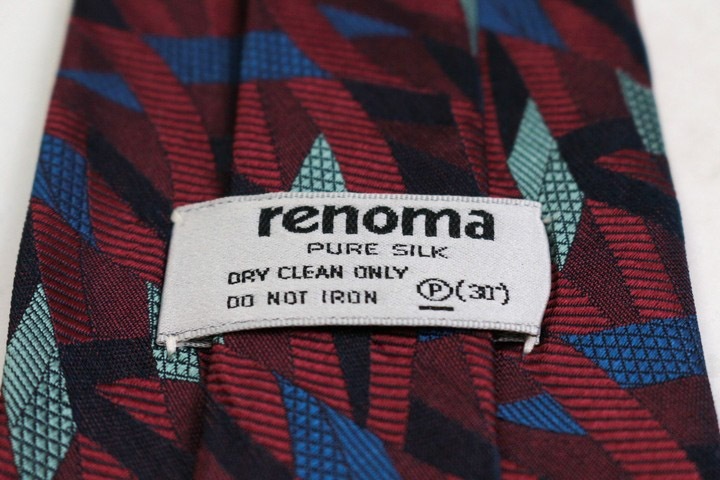 renoma
PURE SILK
DRY CLEAN ONLY
DO NOT IRON Ⓟ (30°)